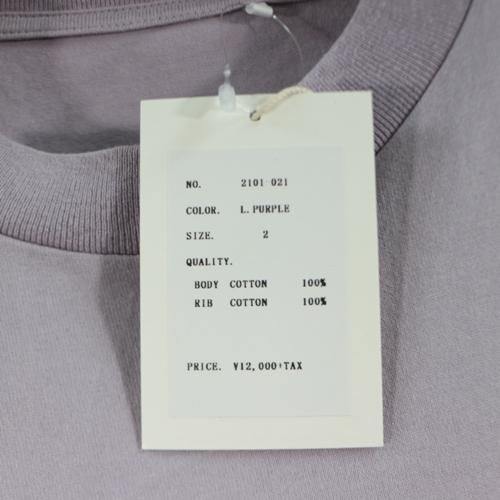 NO. 2101-021
COLOR. L.PURPLE
SIZE. 2
QUALITY.
BODY COTTON 100%
RIB COTTON 100%
PRICE. ¥12,000+TAX